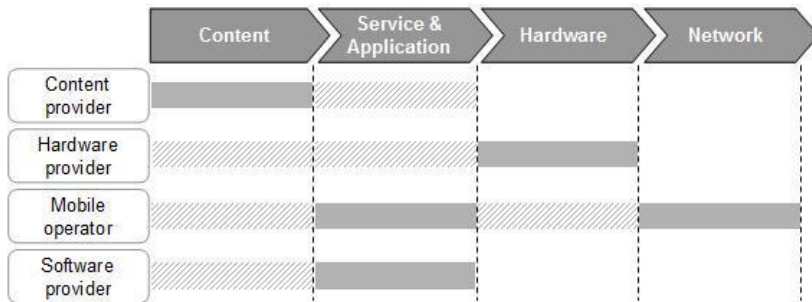 Content
Service &
Application
Hardware
Network
Content
provider
Hardware
provider
Mobile
operator
Software
provider